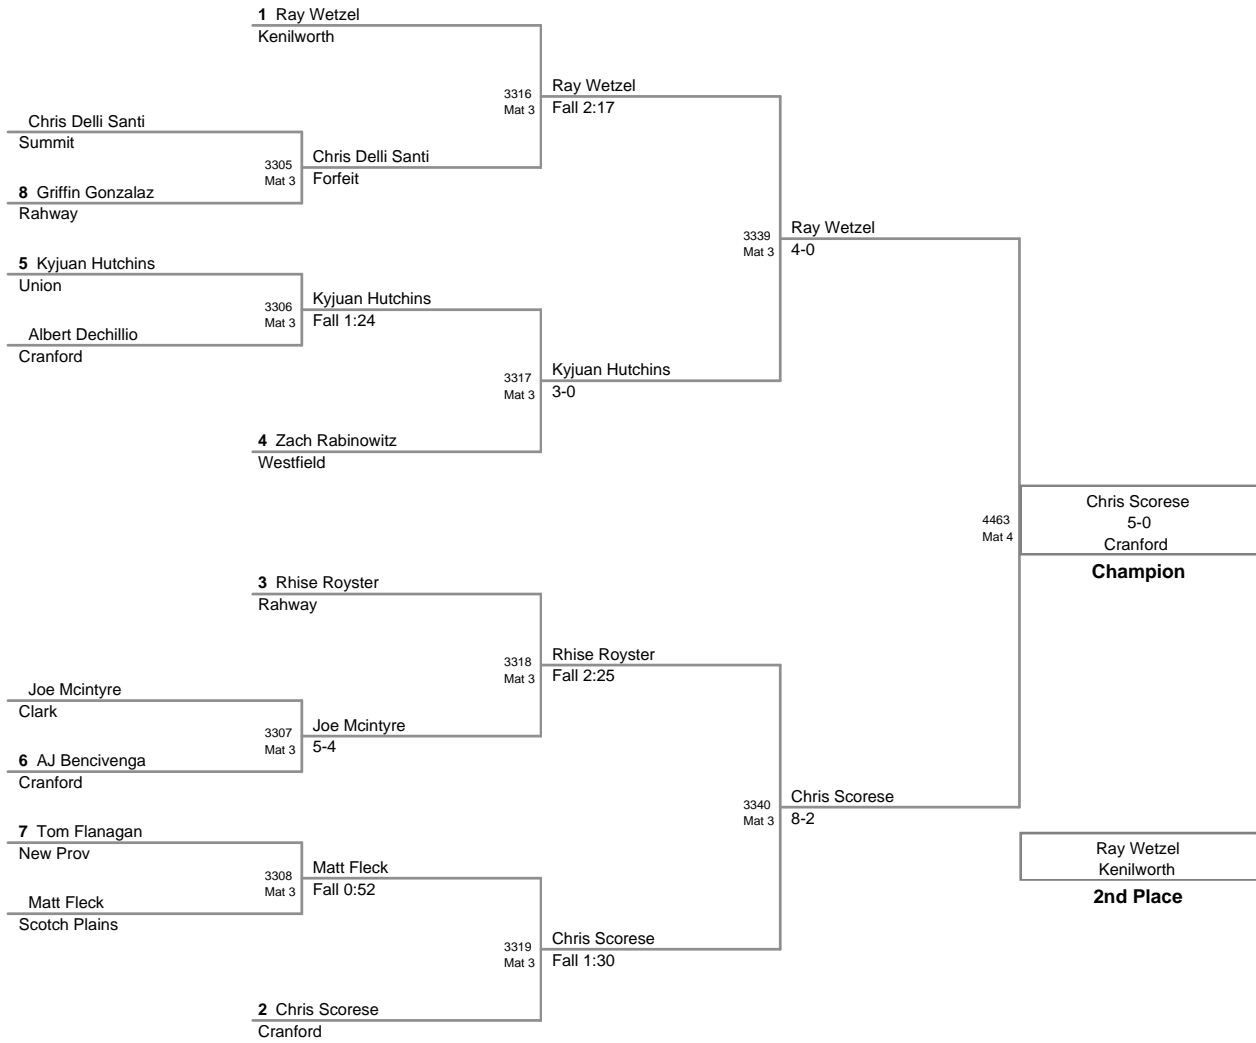 1 Ray Wetzel
Kenilworth
3316
Mat 3
Ray Wetzel
Fall 2:17
Chris Delli Santi
Summit
3305
Mat 3
Chris Delli Santi
Forfeit
8 Griffin Gonzalaz
Rahway
3339
Mat 3
Ray Wetzel
4-0
5 Kyjuan Hutchins
Union
3306
Mat 3
Kyjuan Hutchins
Fall 1:24
Albert Dechillio
Cranford
3317
Mat 3
Kyjuan Hutchins
3-0
4 Zach Rabinowitz
Westfield
4463
Mat 4
Chris Scorese
5-0
Cranford
Champion
3 Rhise Royster
Rahway
3318
Mat 3
Rhise Royster
Fall 2:25
Joe Mcintyre
Clark
3307
Mat 3
Joe Mcintyre
5-4
6 AJ Bencivenga
Cranford
3340
Mat 3
Chris Scorese
8-2
7 Tom Flanagan
New Prov
3308
Mat 3
Matt Fleck
Fall 0:52
Matt Fleck
Scotch Plains
3319
Mat 3
Chris Scorese
Fall 1:30
2 Chris Scorese
Cranford
Ray Wetzel
Kenilworth
2nd Place